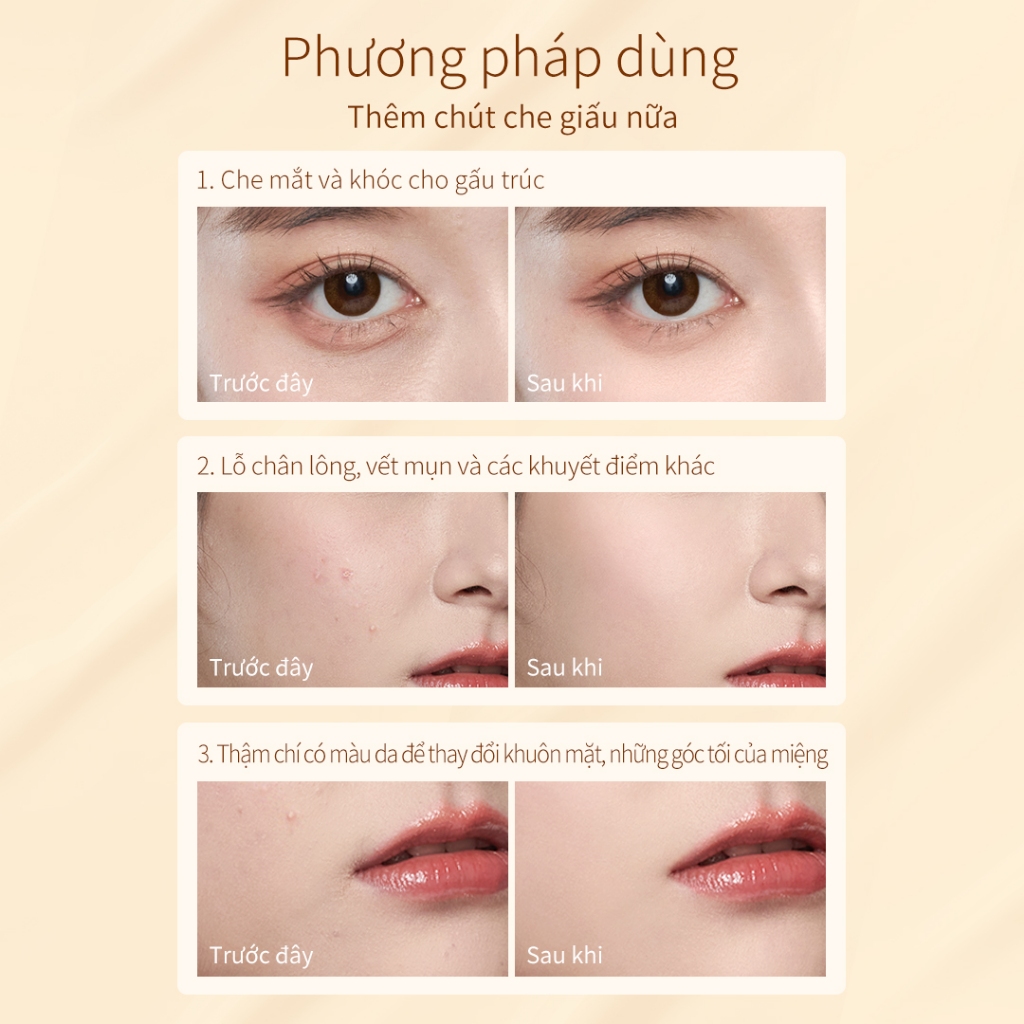 Phương pháp dùng
Thêm chút che giấu nữa
1. Che mắt và khóc cho gấu trúc
Trước đây
Sau khi
2. Lỗ chân lông, vết mụn và các khuyết điểm khác
Trước đây
Sau khi
3. Thậm chí có màu da để thay đổi khuôn mặt, những góc tối của miệng
Trước đây
Sau khi